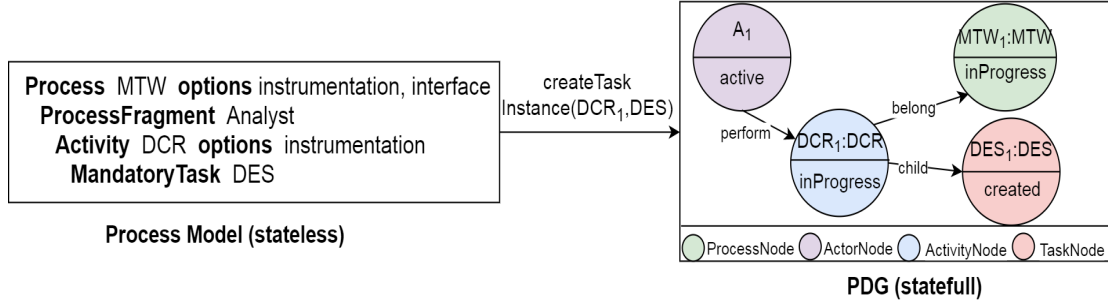 Process MTW options instrumentation, interface
ProcessFragment Analyst
Activity DCR options instrumentation
MandatoryTask DES
Process Model (stateless)
createTask
Instance(DCR₁,DES)
A₁
active
perform
DCR₁:DCR
inProgress
belong
child
MTW₁:MTW
inProgress
DES₁:DES
created
ProcessNode
ActorNode
ActivityNode
TaskNode
PDG (statefull)